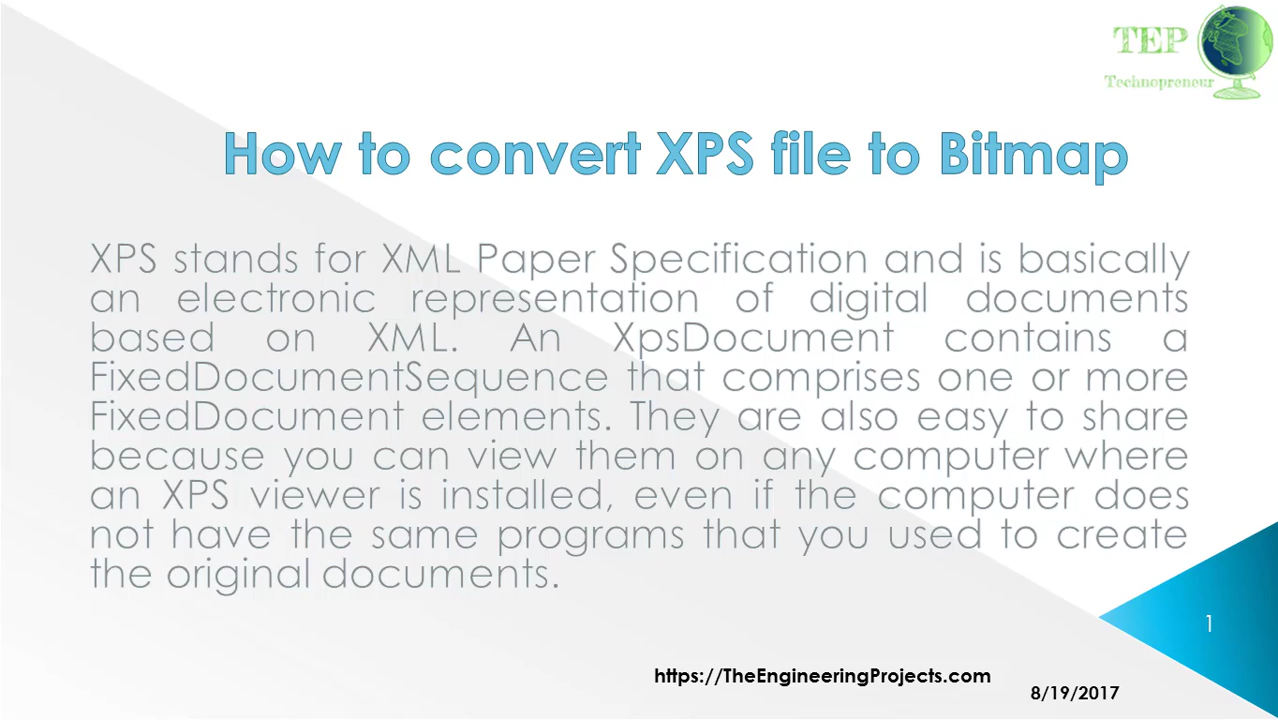 TEP
Technopreneur
How to convert XPS file to Bitmap
XPS stands for XML Paper Specification and is basically
an electronic representation of digital documents
based on XML. An XpsDocument contains a
FixedDocumentSequence that comprises one or more
FixedDocument elements. They are also easy to share
because you can view them on any computer where
an XPS viewer is installed, even if the computer does
not have the same programs that you used to create
the original documents.
1
https://TheEngineeringProjects.com
8/19/2017